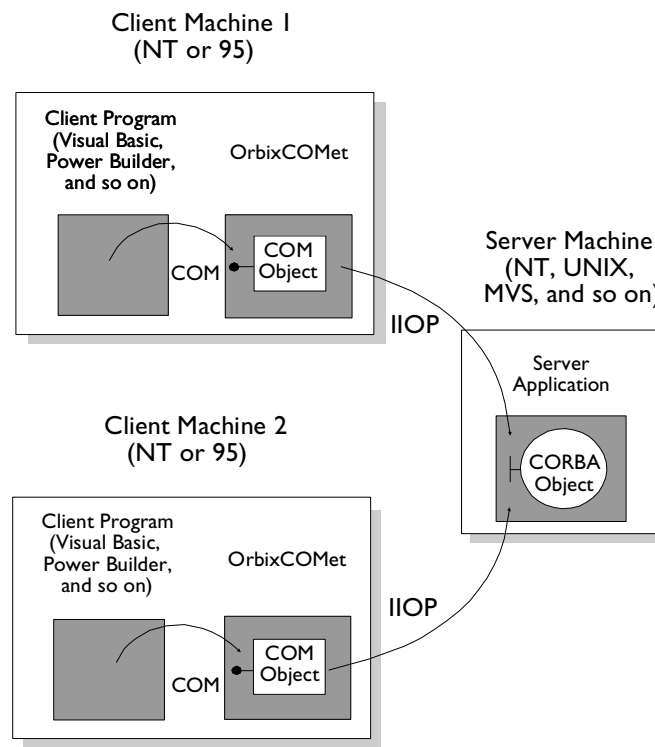 Client Machine 1
(NT or 95)
Client Program
(Visual Basic,
Power Builder,
and so on)
OrbixCOMet
COM
Object
COM
IIOP
Server Machine
(NT, UNIX,
MVS, and so on)
Server
Application
CORBA
Object
Client Machine 2
(NT or 95)
Client Program
(Visual Basic,
Power Builder,
and so on)
OrbixCOMet
COM
Object
COM
IIOP